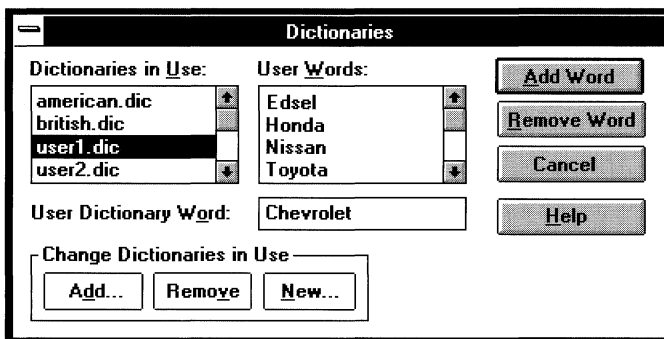 Dictionaries
Dictionaries in Use:
american.dic
british.dic
user1.dic
user2.dic
User Words:
Edsel
Honda
Nissan
Toyota
User Dictionary Word:
Chevrolet
Change Dictionaries in Use
Add...
Remove
New...
Add Word
Remove Word
Cancel
Help